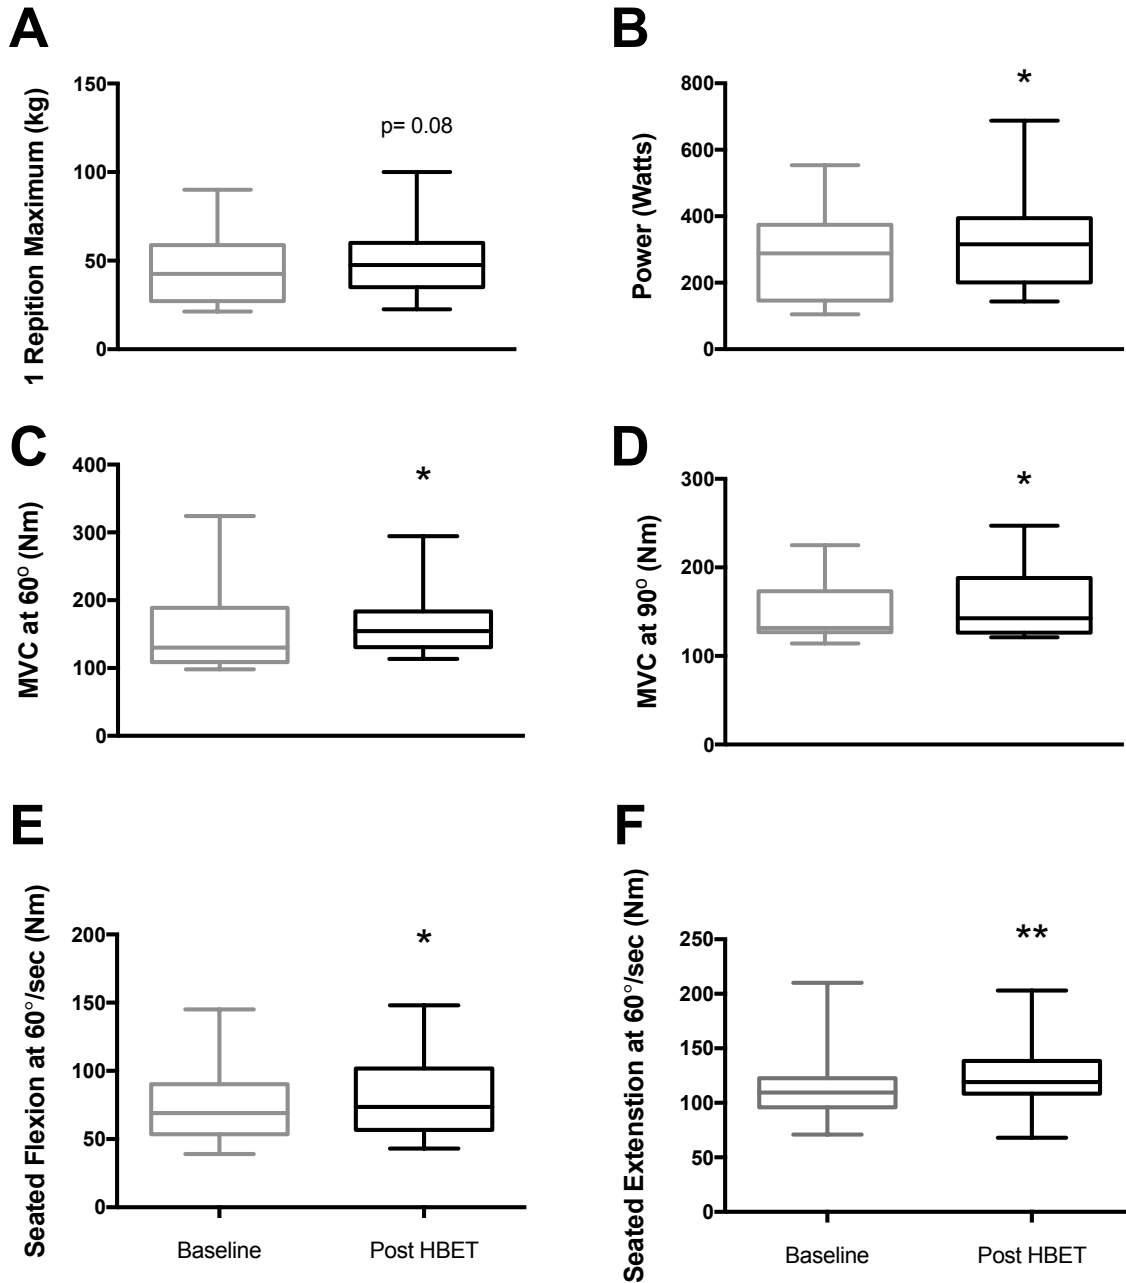 A
1 Repition Maximum (kg)
150
100
50
0
p= 0.08
B
Power (Watts)
800
600
400
200
0
*
C
MVC at 60º (Nm)
400
300
200
100
0
*
D
MVC at 90º (Nm)
300
200
100
0
*
E
Seated Flexion at 60°/sec (Nm)
200
150
100
50
0
*
Baseline
Post HBET
F
Seated Extenstion at 60°/sec (Nm)
250
200
150
100
50
0
**
Baseline
Post HBET